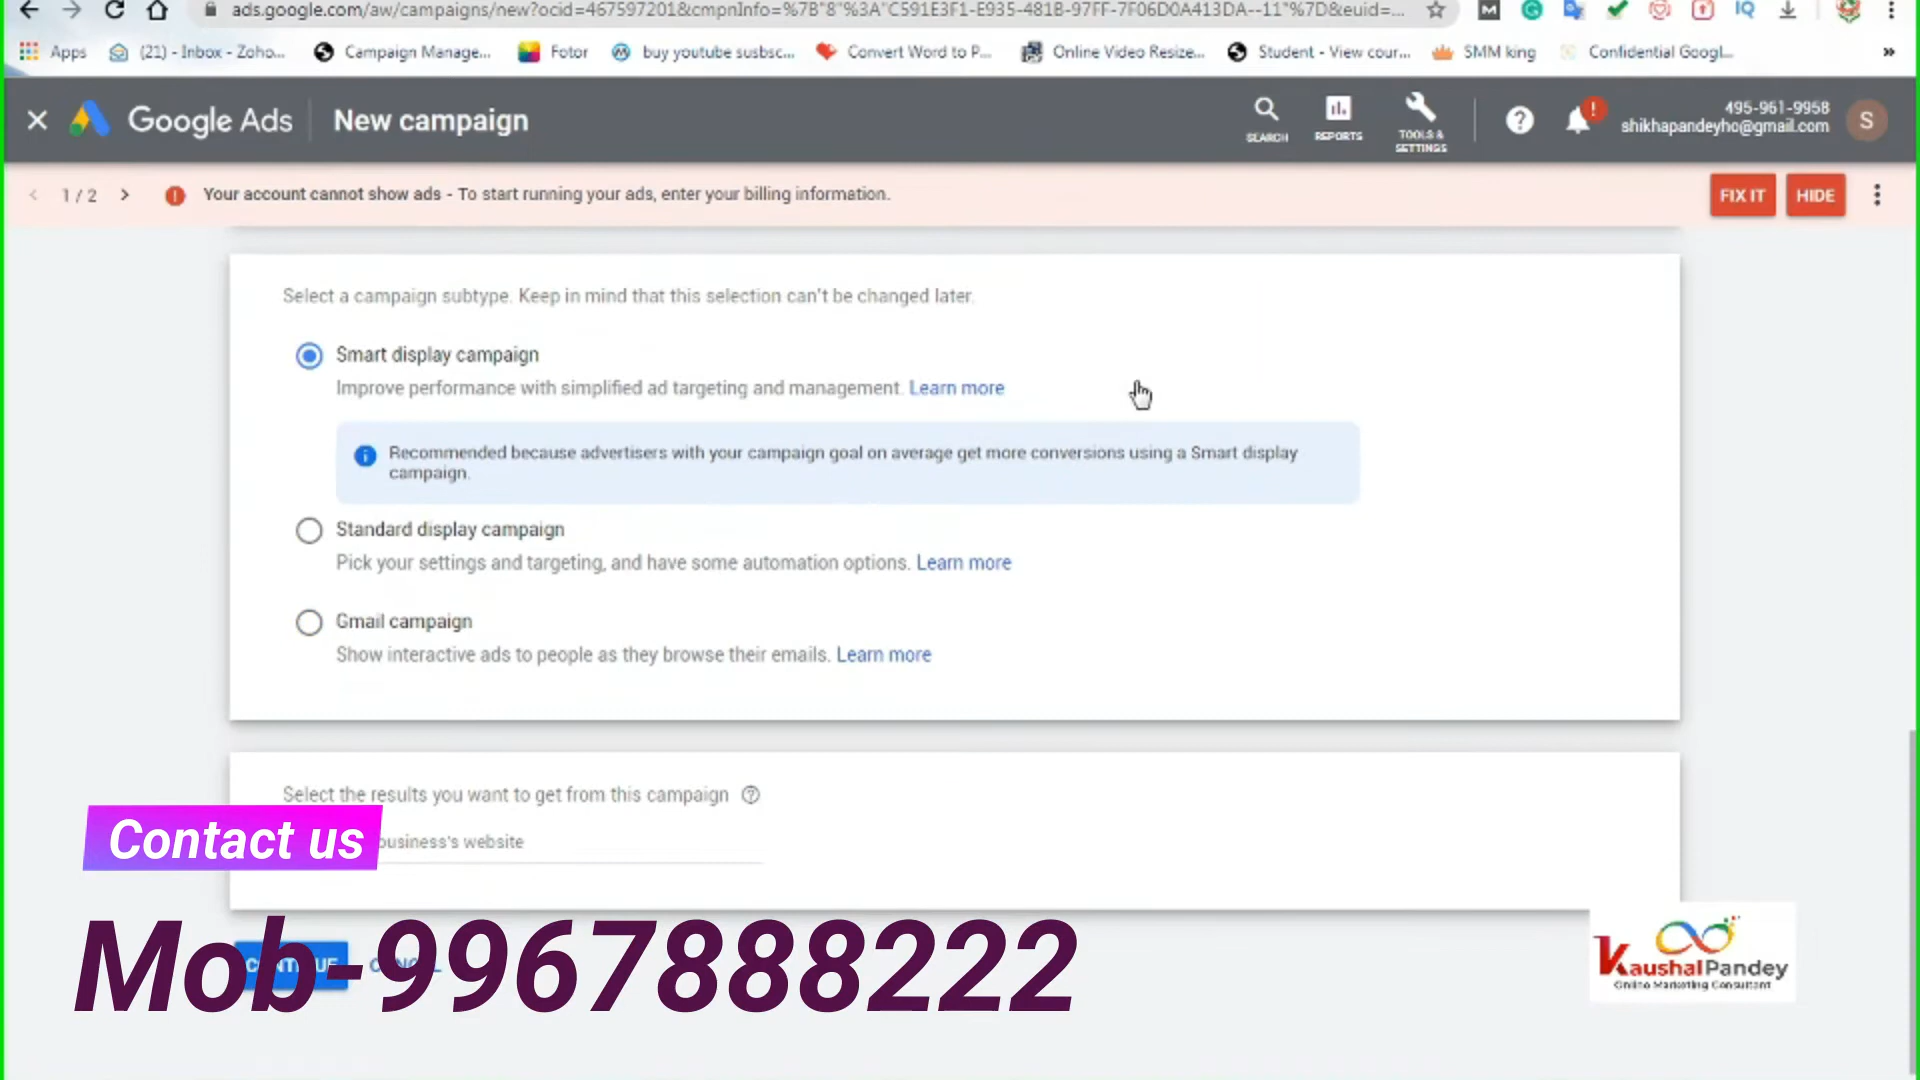 ads.google.com/aw/campaigns/new?ocid=467597201&cmpnInfo=%7B"8"%3A"C591E3F1-E935-481B-97FF-7F06D0A413DA--11"%7D&euid=...
Apps
(21) - Inbox - Zoho...
Campaign Manage...
Fotor
buy youtube susbsc...
Convert Word to P...
Online Video Resize...
Student - View cour...
SMM king
Confidential Googl...
»
Google Ads
New campaign
SEARCH
REPORTS
TOOLS & SETTINGS
495-961-9958
shikhapandeyho@gmail.com
S
1 / 2
Your account cannot show ads - To start running your ads, enter your billing information.
FIX IT
HIDE
Select a campaign subtype. Keep in mind that this selection can't be changed later.
Smart display campaign
Improve performance with simplified ad targeting and management. Learn more
Recommended because advertisers with your campaign goal on average get more conversions using a Smart display
campaign.
Standard display campaign
Pick your settings and targeting, and have some automation options. Learn more
Gmail campaign
Show interactive ads to people as they browse their emails. Learn more
Select the results you want to get from this campaign
Contact us
business's website
Mob-9967888222
KaushalPandey
Online Marketing Consultant